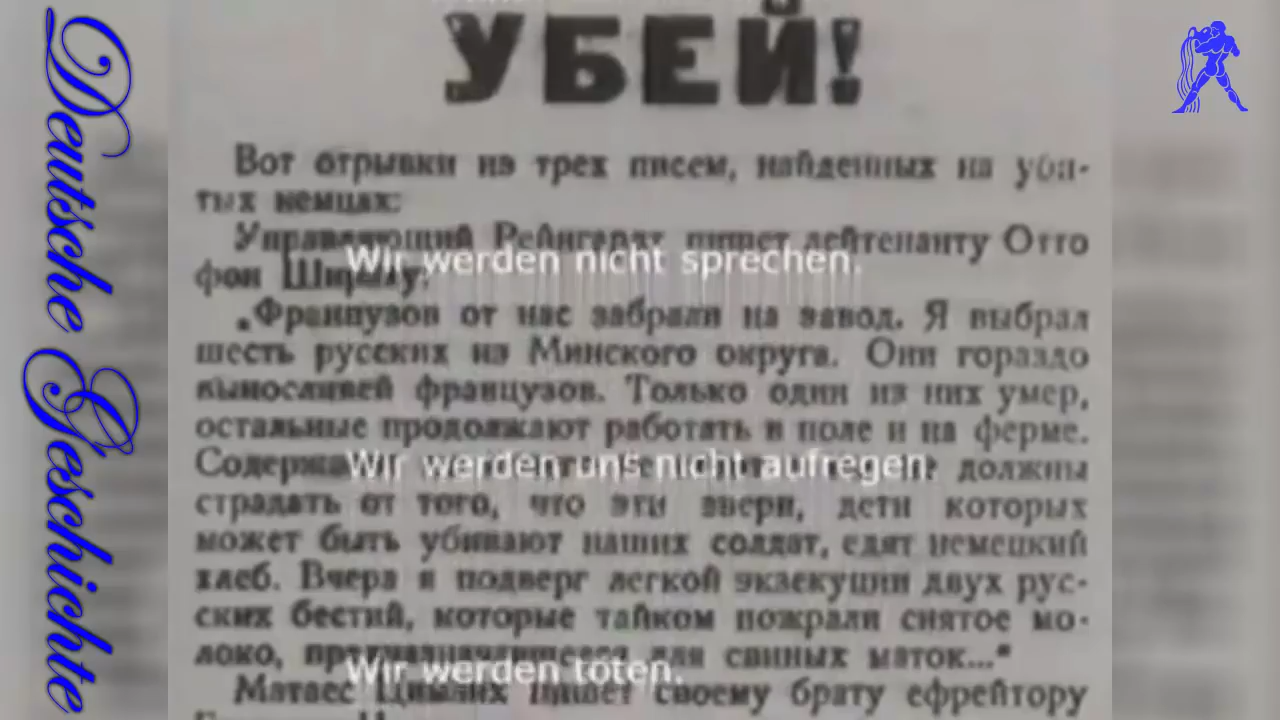 Deutsche Geschichte
УБЕЙ!
Вот отрывки из трех писем, найденных на уби-
тых немцах:
Управляющий Рейнгардт пишет лейтенанту Отто
фон Шираку:
Wir werden nicht sprechen.
„Французов от нас забрали на завод. Я выбрал
шесть русских из Минского округа. Они гораздо
выносливей французов. Только один из них умер,
остальные продолжают работать в поле и на ферме.
Содержание должны
Wir werden uns nicht aufregen.
страдать от того, что эти звери, дети которых
может быть убивают наших солдат, едят немецкий
хлеб. Вчера я подверг легкой экзекуции двух рус-
ских бестий, которые тайком пожрали снятое мо-
локо, предназначавшееся для свиных маток..."
Wir werden töten.
Матаес Цимлих пишет своему брату ефрейтору